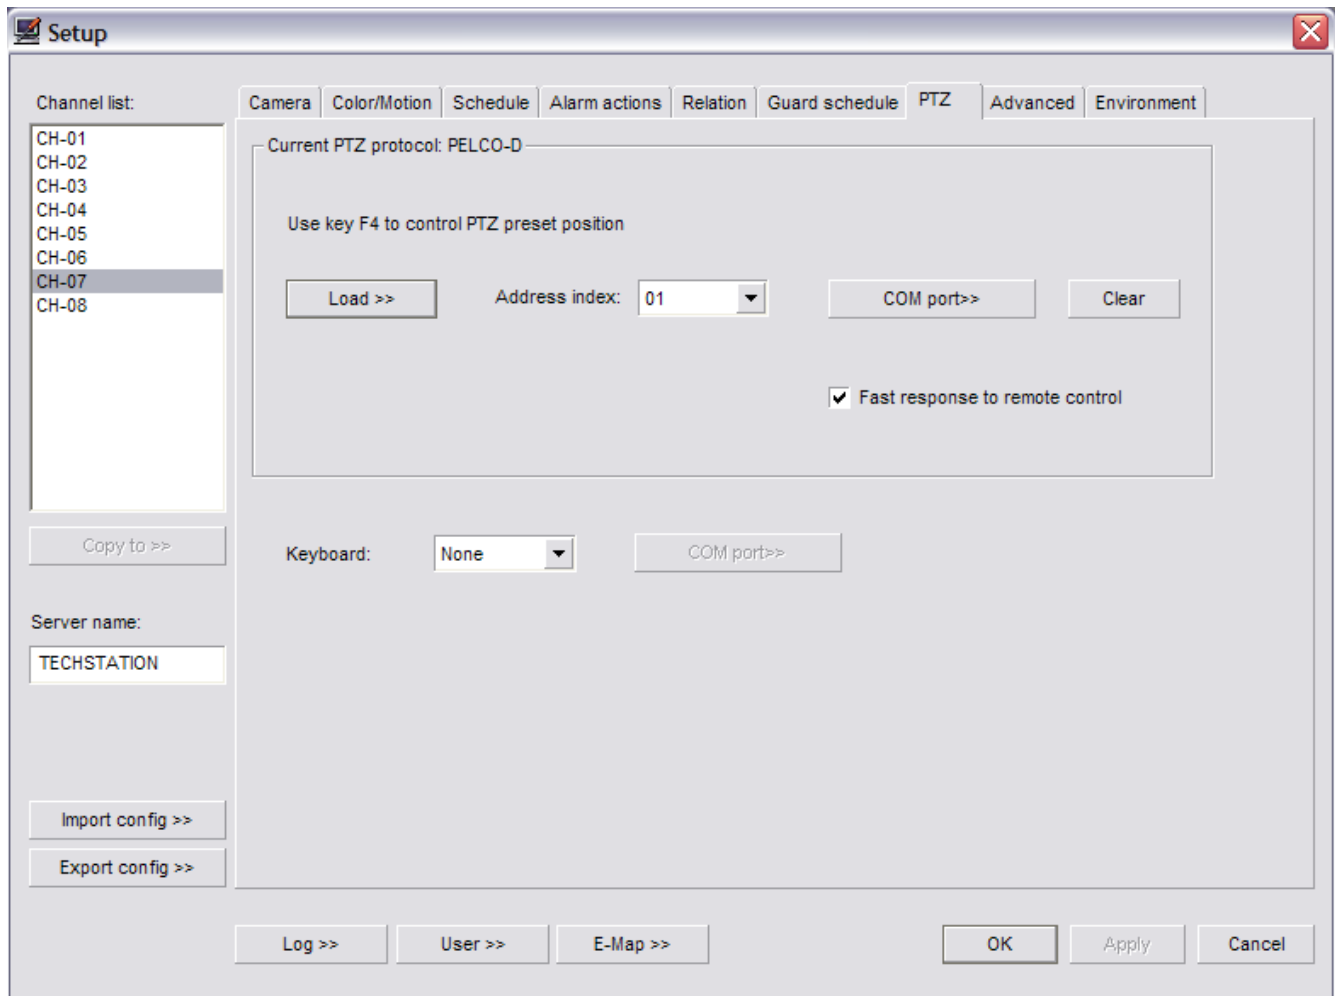 Setup
Channel list:
CH-01
CH-02
CH-03
CH-04
CH-05
CH-06
CH-07
CH-08
Copy to >>
Server name:
TECHSTATION
Import config >>
Export config >>
Camera Color/Motion Schedule Alarm actions Relation Guard schedule PTZ Advanced Environment
Current PTZ protocol: PELCO-D
Use key F4 to control PTZ preset position
Load >> Address index: 01 COM port>> Clear
Fast response to remote control
Keyboard: None COM port>>
Log >> User >> E-Map >> OK Apply Cancel